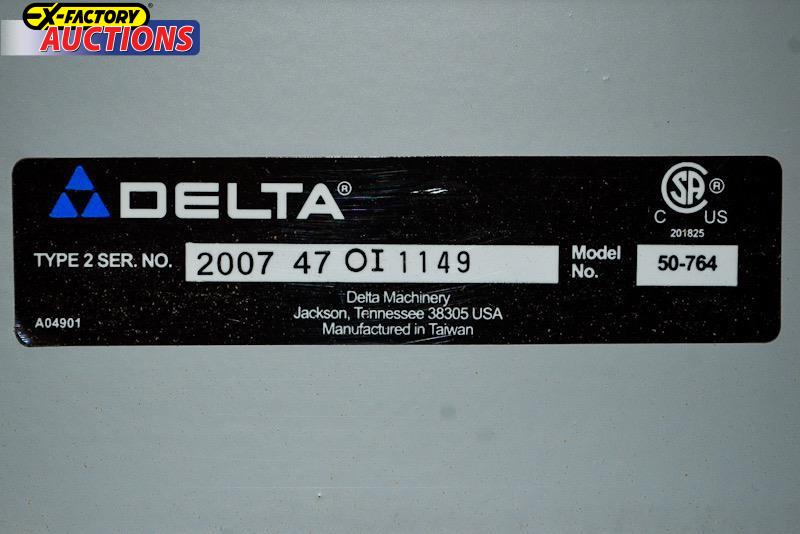 EX-FACTORY
AUCTIONS
DELTA®
SA ®
C US
201825
TYPE 2 SER. NO. 2007 47 OI 1149 Model No. 50-764
Delta Machinery
Jackson, Tennessee 38305 USA
Manufactured in Taiwan
A04901